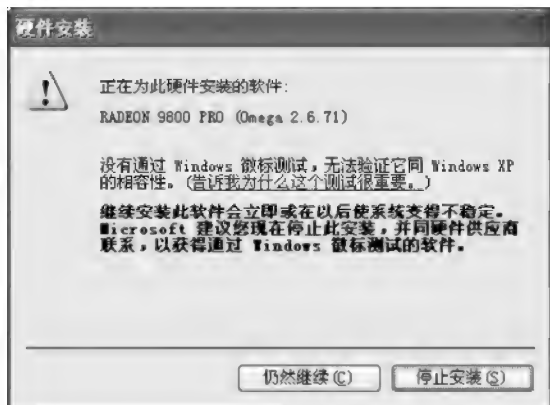 硬件安装
正在为此硬件安装的软件:
RADEON 9800 PRO (Omega 2.6.71)
没有通过 Windows 徽标测试，无法验证它同 Windows XP
的相容性。(告诉我为什么这个测试很重要。)
继续安装此软件会立即或在以后使系统变得不稳定。
Microsoft 建议您现在停止此安装，并同硬件供应商
联系，以获得通过 Windows 徽标测试的软件。
仍然继续(C)
停止安装(S)